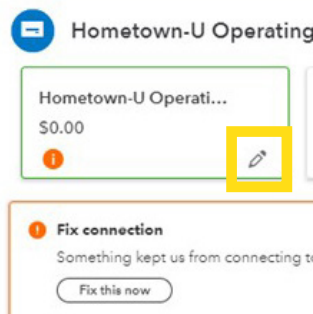 Hometown-U Operating
Hometown-U Operati...
$0.00
Fix connection
Something kept us from connecting to
Fix this now